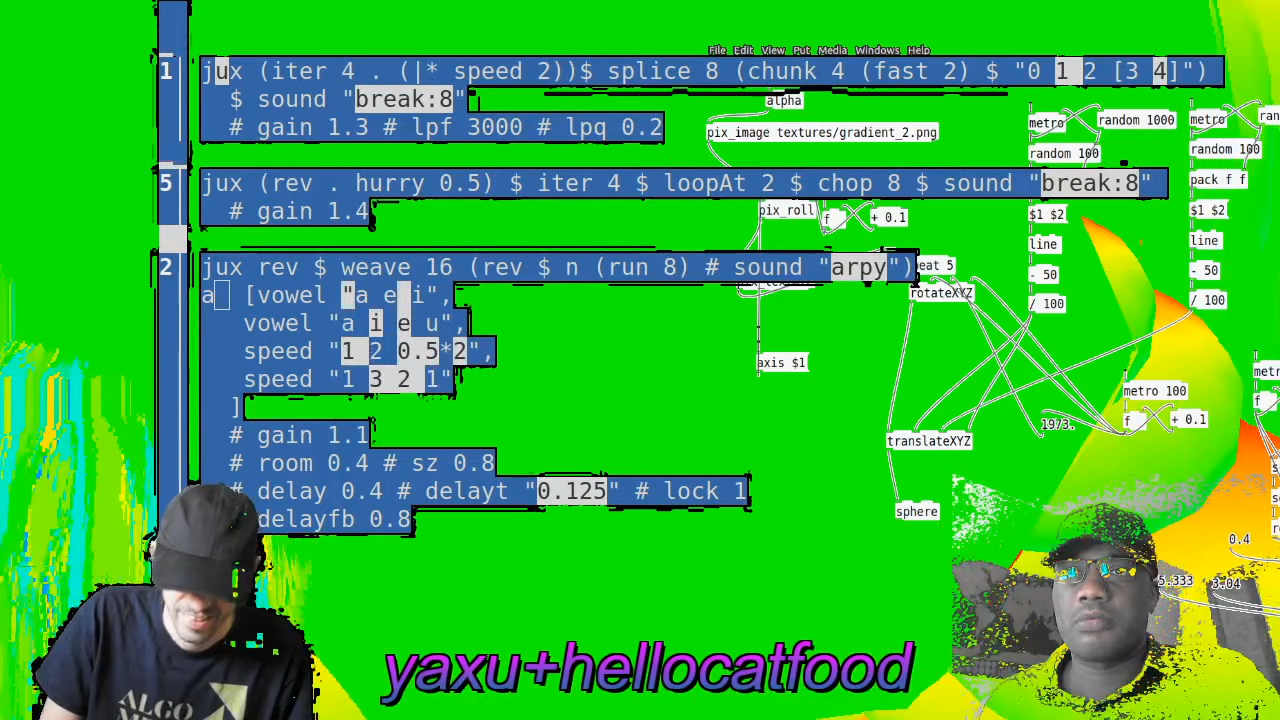 File Edit View Put Media Windows Help
1 jux (iter 4 . (|* speed 2))$ splice 8 (chunk 4 (fast 2) $ "0 1 2 [3 4]")
$ sound "break:8"
# gain 1.3 # lpf 3000 # lpq 0.2
5 jux (rev . hurry 0.5) $ iter 4 $ loopAt 2 $ chop 8 $ sound "break:8"
# gain 1.4
2 jux rev $ weave 16 (rev $ n (run 8) # sound "arpy")
a [vowel "a e i",
vowel "a i e u",
speed "1 2 0.5*2",
speed "1 3 2 1"
]
# gain 1.1
# room 0.4 # sz 0.8
# delay 0.4 # delayt "0.125" # lock 1
delayfb 0.8
alpha
pix_image textures/gradient_2.png
pix_roll
f
+ 0.1
rotateXYZ
axis $1
translateXYZ
sphere
metro
random 1000
random 100
$1 $2
line
- 50
/ 100
metro
random 100
pack f f
$1 $2
line
- 50
/ 100
metro 100
f
+ 0.1
1973.
f
0.4
5.333
3.04
ALGO
yaxu+hellocatfood